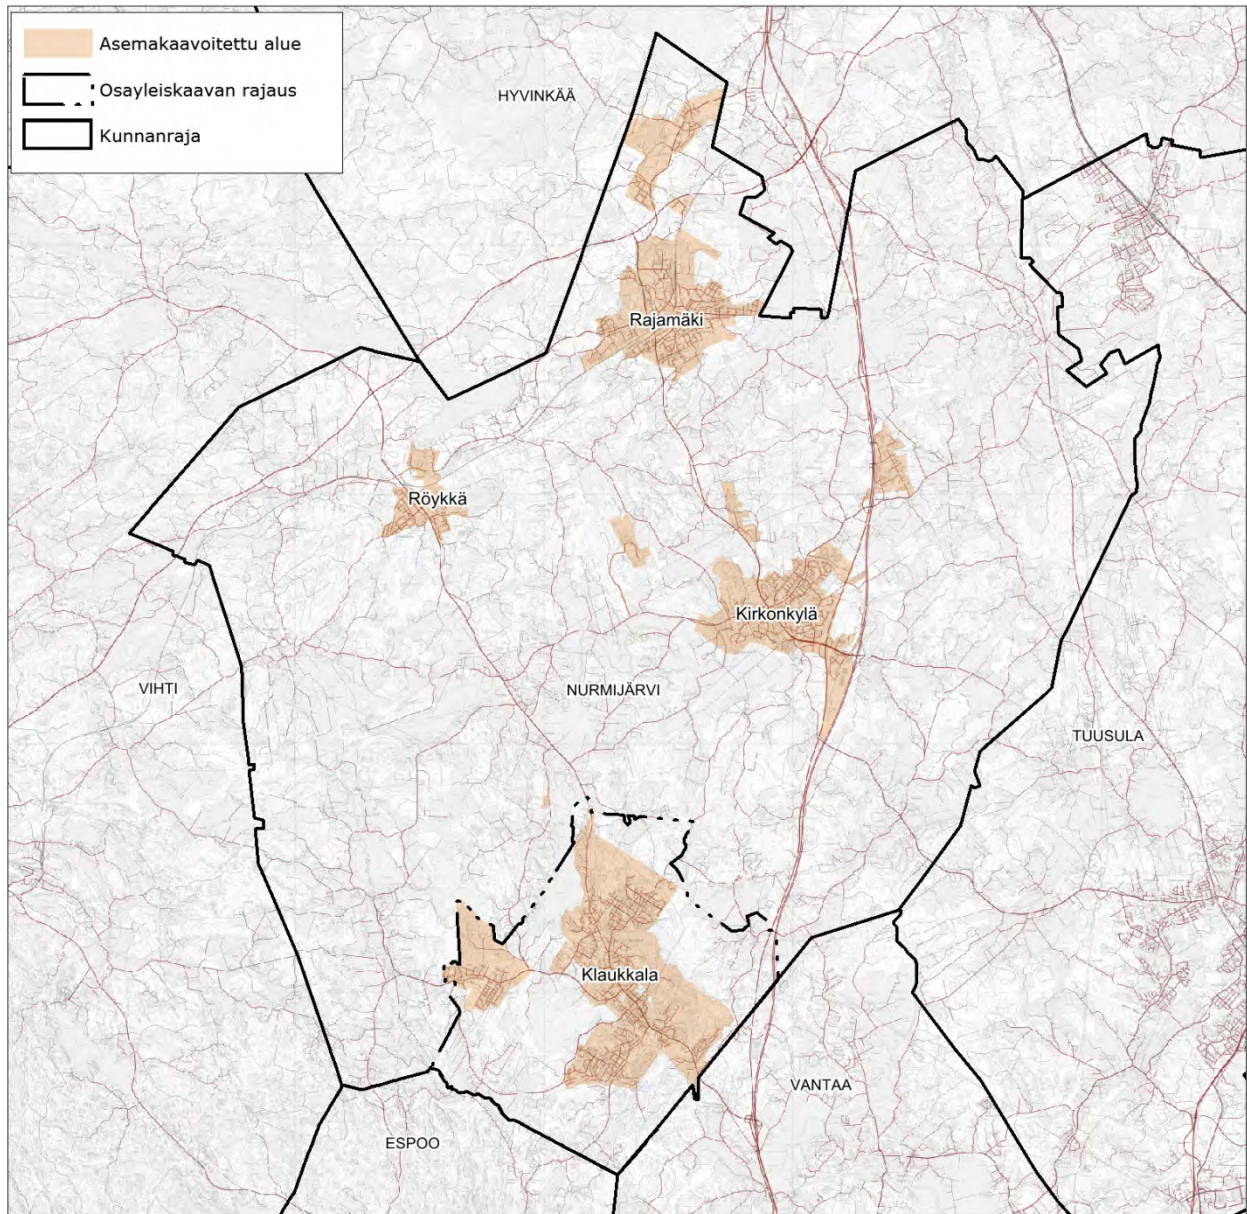 Asemakaavoitettu alue
Osayleiskaavan rajaus
Kunnanraja
HYVINKÄÄ
Rajamäki
Röykkä
Kirkonkylä
VIHTI
NURMIJÄRVI
TUUSULA
Klaukkala
VANTAA
ESPOO